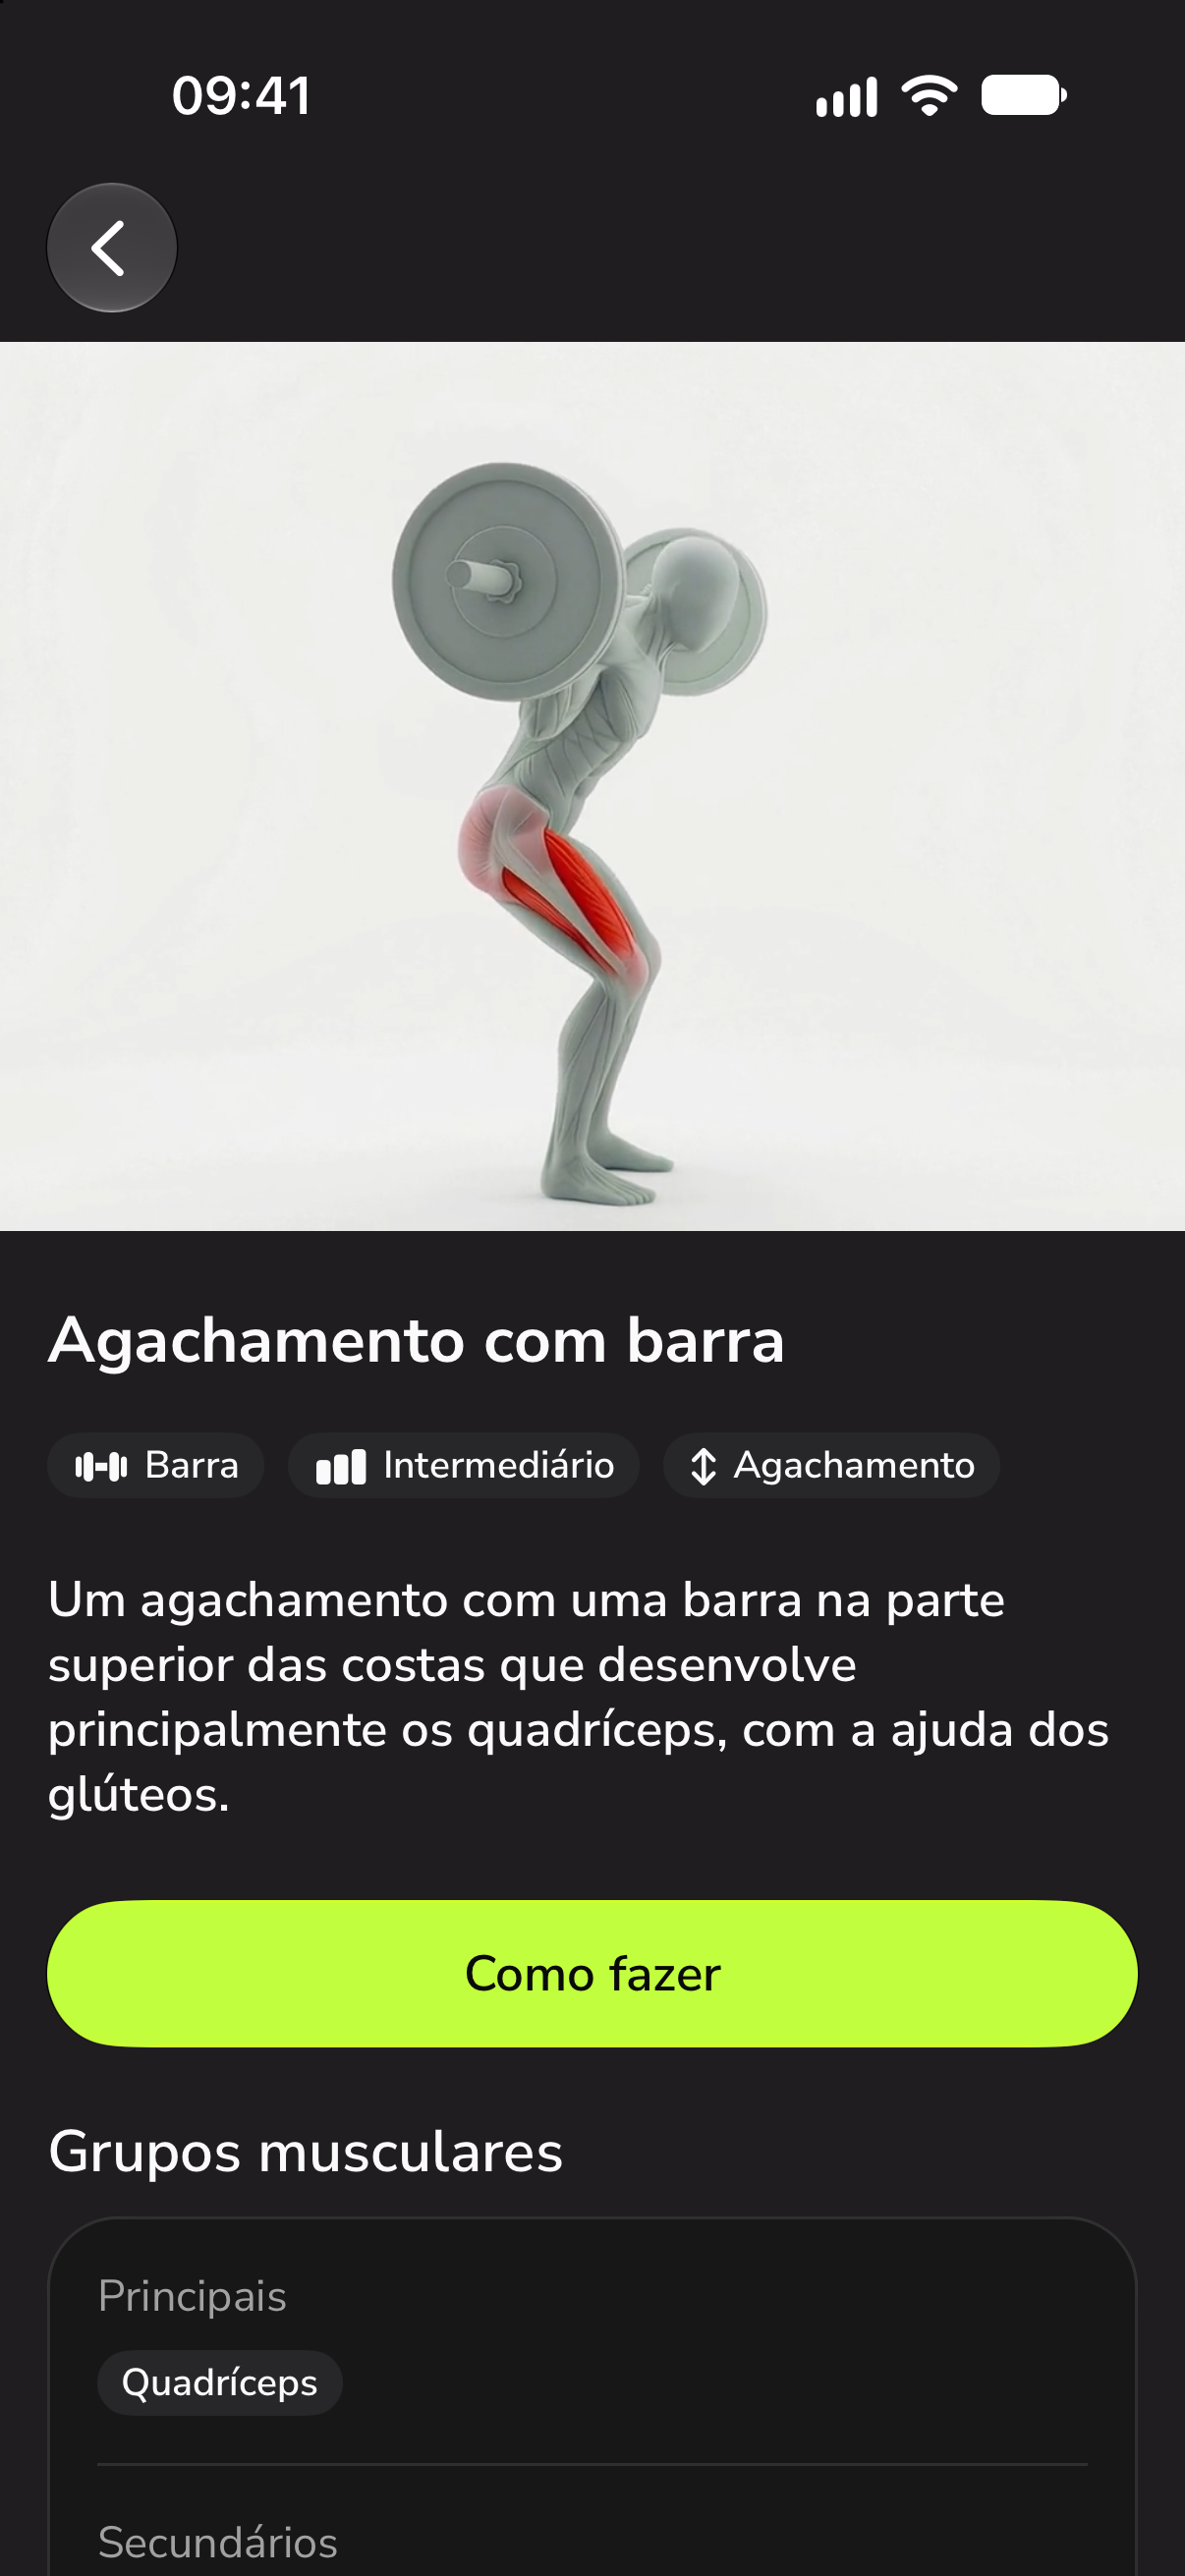 09:41
Agachamento com barra
Barra
Intermediário
Agachamento
Um agachamento com uma barra na parte
superior das costas que desenvolve
principalmente os quadríceps, com a ajuda dos
glúteos.
Como fazer
Grupos musculares
Principais
Quadríceps
Secundários